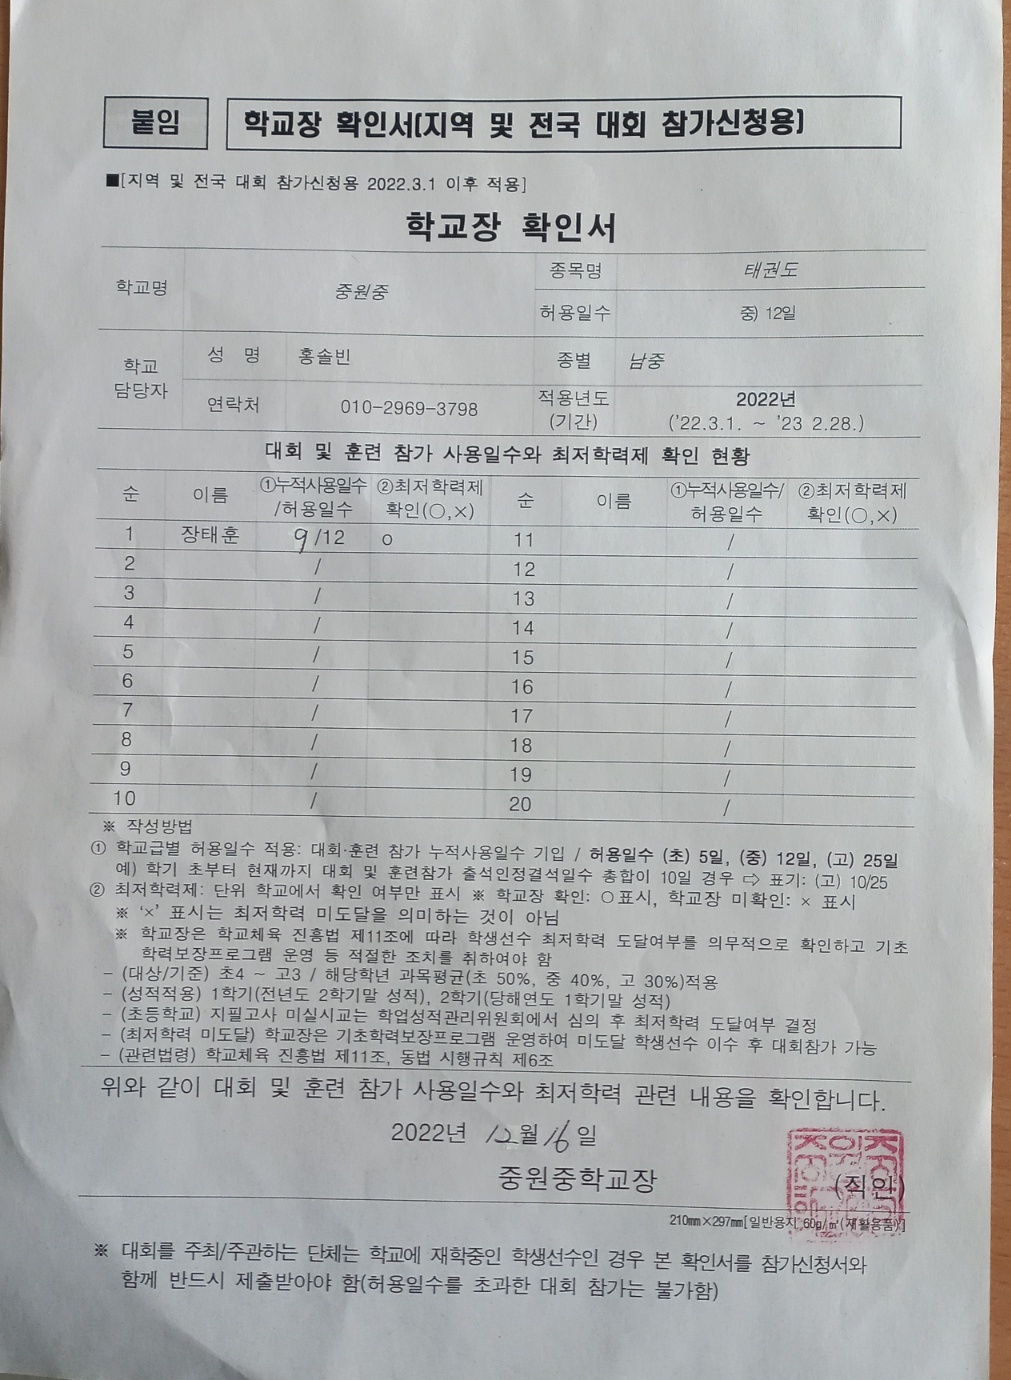 붙임 학교장 확인서(지역 및 전국 대회 참가신청용)
■[지역 및 전국 대회 참가신청용 2022.3.1 이후 적용]
학교장 확인서
학교명 중원중 종목명 태권도
허용일수 중) 12일
학교 담당자 성 명 홍솔빈 종별 남중
연락처 010-2969-3798 적용년도 (기간) 2022년 ('22.3.1. ~ '23 2.28.)
대회 및 훈련 참가 사용일수와 최저학력제 확인 현황
순 이름 ①누적사용일수 /허용일수 ②최저학력제 확인(○,×) 순 이름 ①누적사용일수/ 허용일수 ②최저학력제 확인(○,×)
1 장태훈 9/12 o 11 /
2 / 12 /
3 / 13 /
4 / 14 /
5 / 15 /
6 / 16 /
7 / 17 /
8 / 18 /
9 / 19 /
10 / 20 /
※ 작성방법
① 학교급별 허용일수 적용: 대회·훈련 참가 누적사용일수 기입 / 허용일수 (초) 5일, (중) 12일, (고) 25일
예) 학기 초부터 현재까지 대회 및 훈련참가 출석인정결석일수 총합이 10일 경우 ⇨ 표기: (고) 10/25
② 최저학력제: 단위 학교에서 확인 여부만 표시 ※ 학교장 확인: ○표시, 학교장 미확인: × 표시
※ '×' 표시는 최저학력 미도달을 의미하는 것이 아님
※ 학교장은 학교체육 진흥법 제11조에 따라 학생선수 최저학력 도달여부를 의무적으로 확인하고 기초
학력보장프로그램 운영 등 적절한 조치를 취하여야 함
- (대상/기준) 초4 ~ 고3 / 해당학년 과목평균(초 50%, 중 40%, 고 30%)적용
- (성적적용) 1학기(전년도 2학기말 성적), 2학기(당해연도 1학기말 성적)
- (초등학교) 지필고사 미실시교는 학업성적관리위원회에서 심의 후 최저학력 도달여부 결정
- (최저학력 미도달) 학교장은 기초학력보장프로그램 운영하여 미도달 학생선수 이수 후 대회참가 가능
- (관련법령) 학교체육 진흥법 제11조, 동법 시행규칙 제6조
위와 같이 대회 및 훈련 참가 사용일수와 최저학력 관련 내용을 확인합니다.
2022년 12월 16일
중원중학교장 (직인)
210㎜×297㎜[일반용지 60g/㎡(재활용품)]
※ 대회를 주최/주관하는 단체는 학교에 재학중인 학생선수인 경우 본 확인서를 참가신청서와
함께 반드시 제출받아야 함(허용일수를 초과한 대회 참가는 불가함)